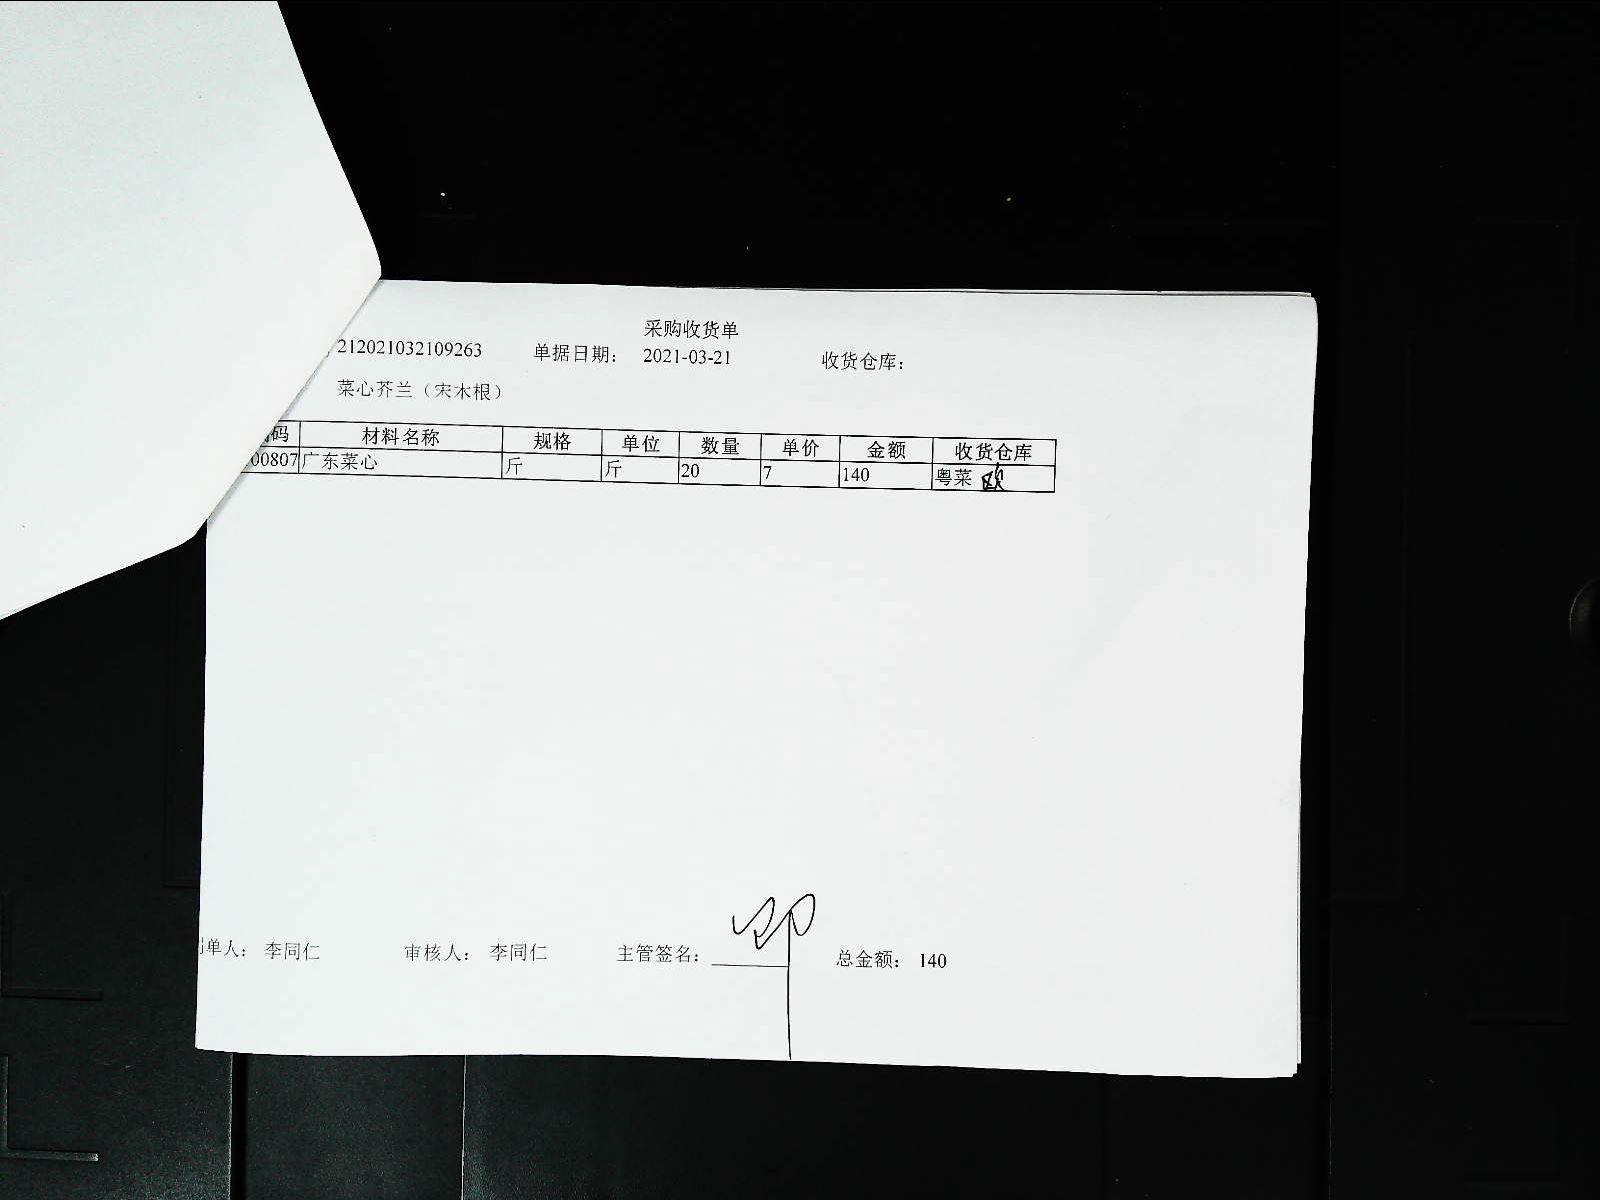 采购收货单
212021032109263 单据日期： 2021-03-21 收货仓库：
菜心芥兰（宋木根）
码 材料名称 规格 单位 数量 单价 金额 收货仓库
00807 广东菜心 斤 斤 20 7 140 粤菜
单人： 李同仁 审核人： 李同仁 主管签名： 总金额： 140